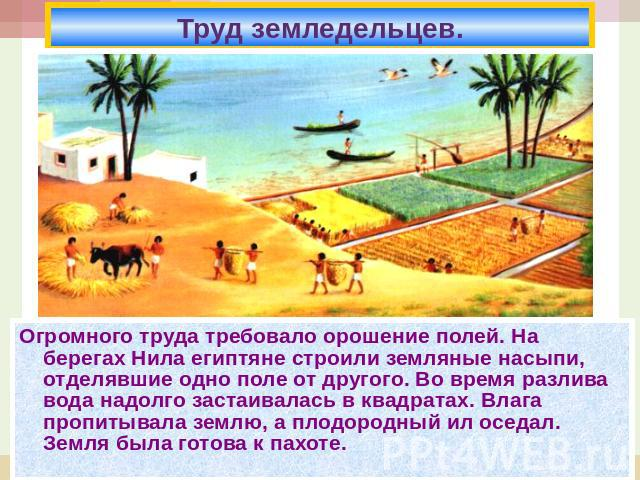 Труд земледельцев.
Огромного труда требовало орошение полей. На
берегах Нила египтяне строили земляные насыпи,
отделявшие одно поле от другого. Во время разлива
вода надолго застаивалась в квадратах. Влага
пропитывала землю, а плодородный ил оседал.
Земля была готова к пахоте.
PPt4WEB.ru